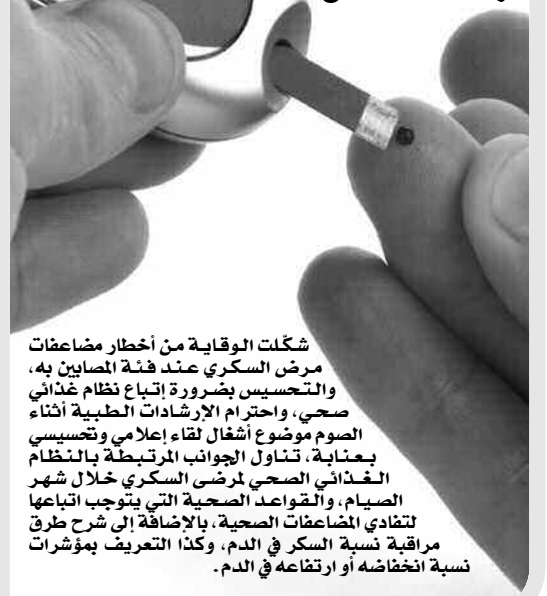 شكّلت الوقاية من أخطار مضاعفات
مرض السكري عند فئة المصابين به،
والتحسيس بضرورة إتباع نظام غذائي
صحي، واحترام الإرشادات الطبية أثناء
الصوم موضوع أشغال لقاء إعلامي وتحسيسي
بعنابة، تناول الجوانب المرتبطة بالنظام
الغذائي الصحي لمرضى السكري خلال شهر
الصيام، والقواعد الصحية التي يتوجب اتباعها
لتفادي المضاعفات الصحية، بالإضافة إلى شرح طرق
مراقبة نسبة السكر في الدم، وكذا التعريف بمؤشرات
نسبة انخفاضه أو ارتفاعه في الدم.